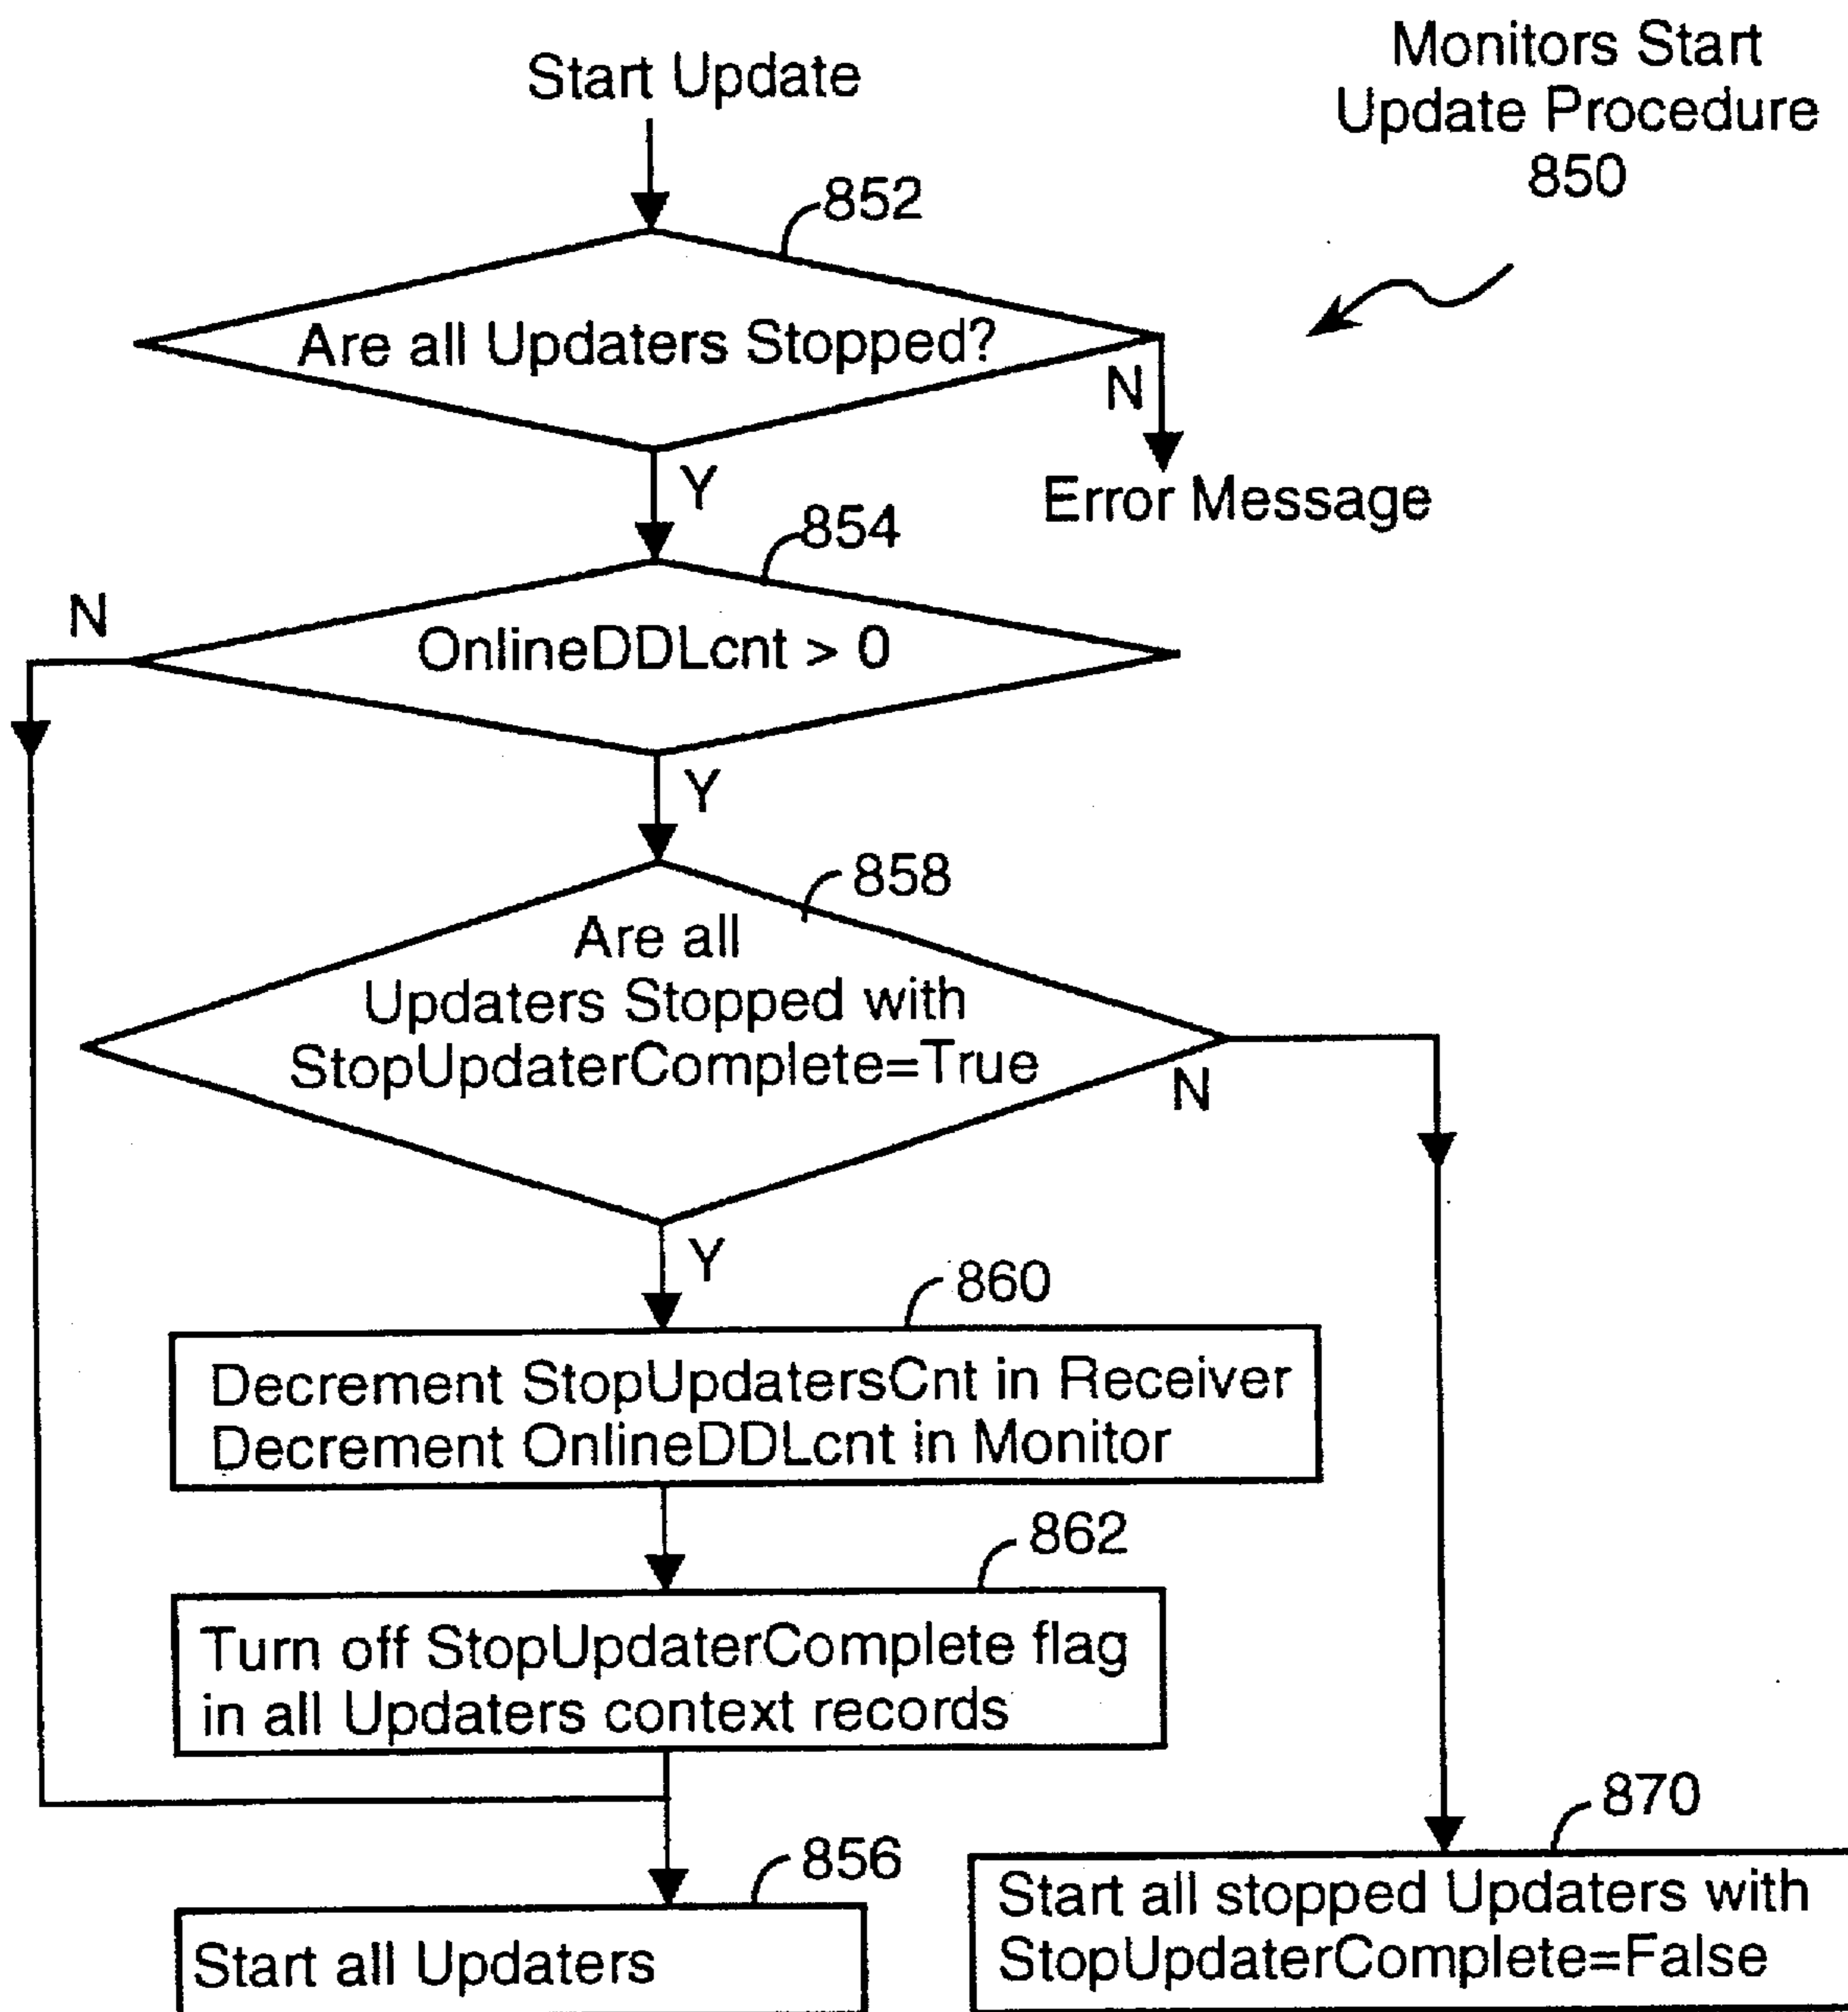 Start Update
Monitors Start
Update Procedure
850
852
Are all Updaters Stopped?
N
Y
Error Message
854
N
OnlineDDLcnt > 0
Y
858
Are all
Updaters Stopped with
StopUpdaterComplete=True
N
Y
860
Decrement StopUpdatersCnt in Receiver
Decrement OnlineDDLcnt in Monitor
862
Turn off StopUpdaterComplete flag
in all Updaters context records
870
856
Start all Updaters
Start all stopped Updaters with
StopUpdaterComplete=False